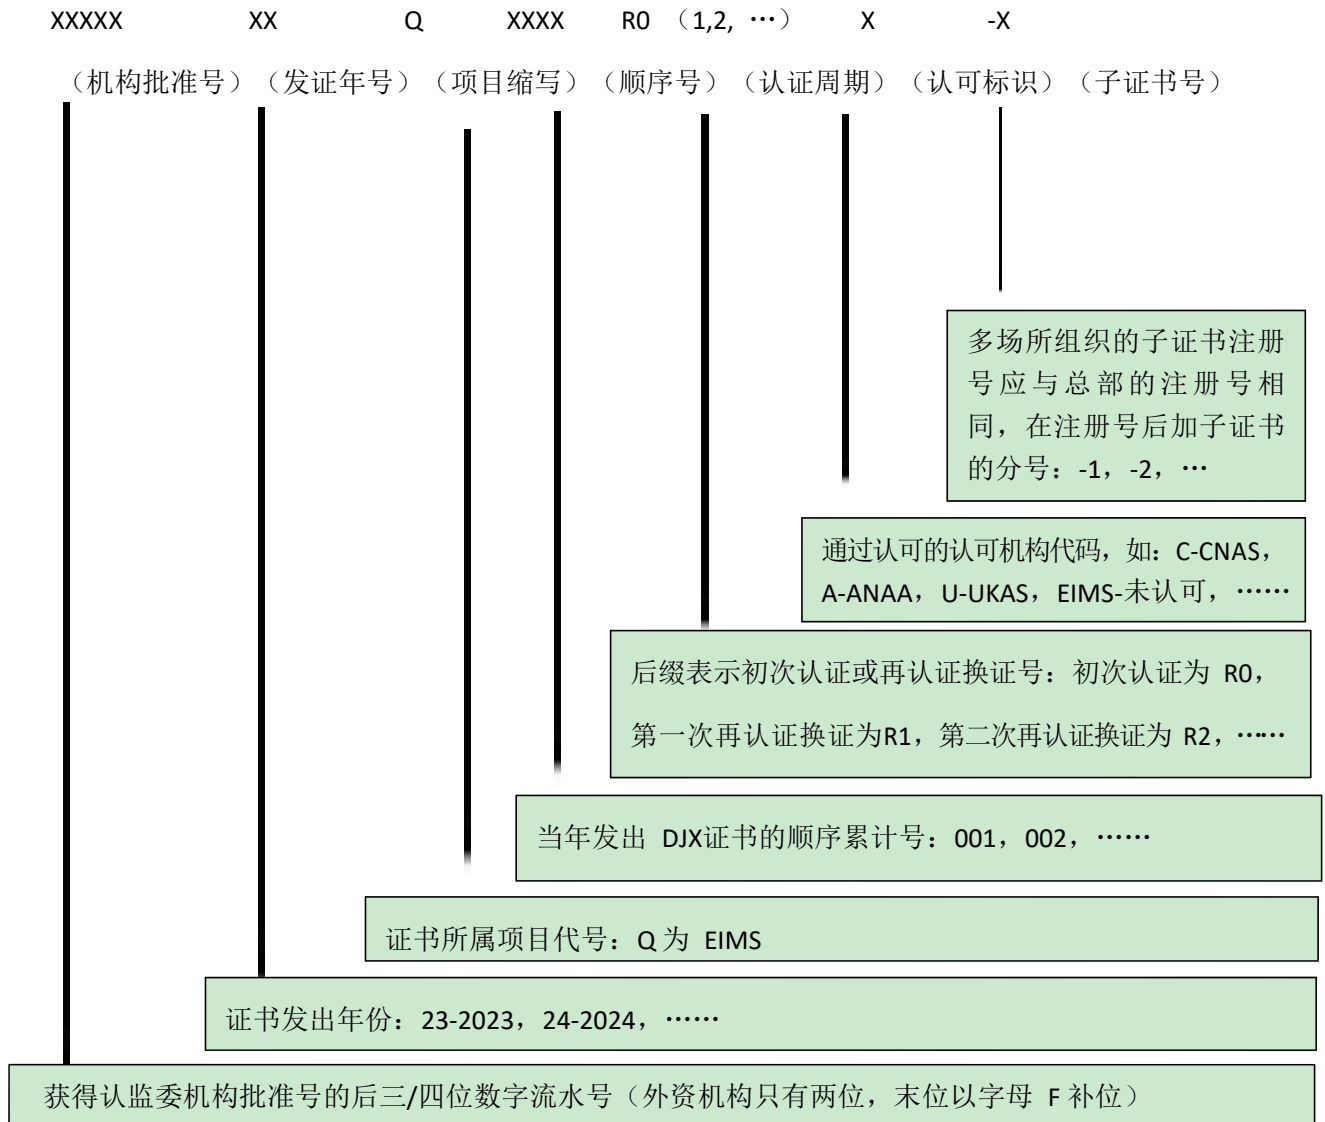 XXXXX XX Q XXXX R0 （1,2, …） X -X
（机构批准号）（发证年号）（项目缩写）（顺序号）（认证周期）（认可标识）（子证书号）
多场所组织的子证书注册
号应与总部的注册号相
同，在注册号后加子证书
的分号：-1，-2，…
通过认可的认可机构代码，如：C-CNAS，
A-ANAA，U-UKAS，EIMS-未认可，……
后缀表示初次认证或再认证换证号：初次认证为 R0，
第一次再认证换证为R1，第二次再认证换证为 R2，……
当年发出 DJX证书的顺序累计号：001，002，……
证书所属项目代号：Q 为 EIMS
证书发出年份：23-2023，24-2024，……
获得认监委机构批准号的后三/四位数字流水号（外资机构只有两位，末位以字母 F 补位）